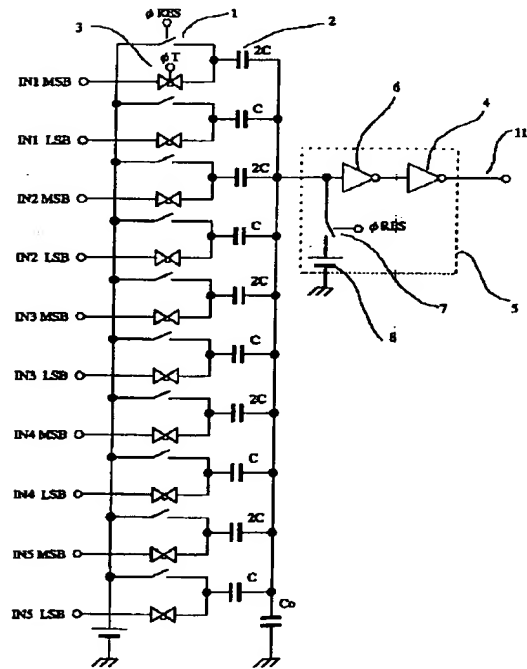 φRES
1
3
φT
2
2C
IN1 MSB
C
IN1 LSB
6
4
11
2C
IN2 MSB
φRES
C
IN2 LSB
7
5
8
2C
IN3 MSB
C
IN3 LSB
2C
IN4 MSB
C
IN4 LSB
2C
IN5 MSB
C
IN5 LSB
Co